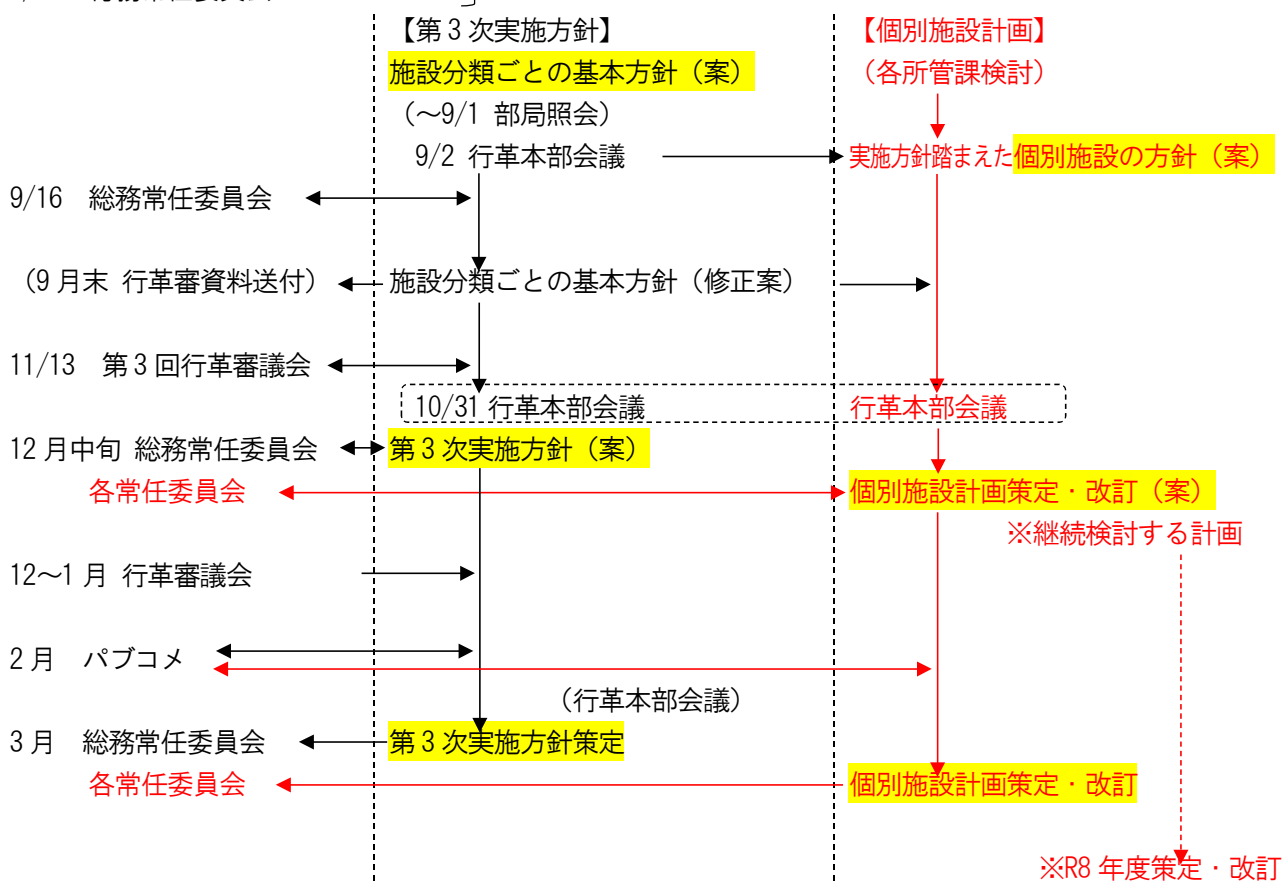 【第3次実施方針】 【個別施設計画】
施設分類ごとの基本方針（案） （各所管課検討）
（～9/1 部局照会）
9/2 行革本部会議 実施方針踏まえた個別施設の方針（案）
9/16 総務常任委員会
（9月末 行革審資料送付） 施設分類ごとの基本方針（修正案）
11/13 第3回行革審議会
10/31 行革本部会議 行革本部会議
12月中旬 総務常任委員会 第3次実施方針（案）
各常任委員会 個別施設計画策定・改訂（案）
※継続検討する計画
12～1月 行革審議会
2月 パブコメ
（行革本部会議）
3月 総務常任委員会 第3次実施方針策定
各常任委員会 個別施設計画策定・改訂
※R8年度策定・改訂